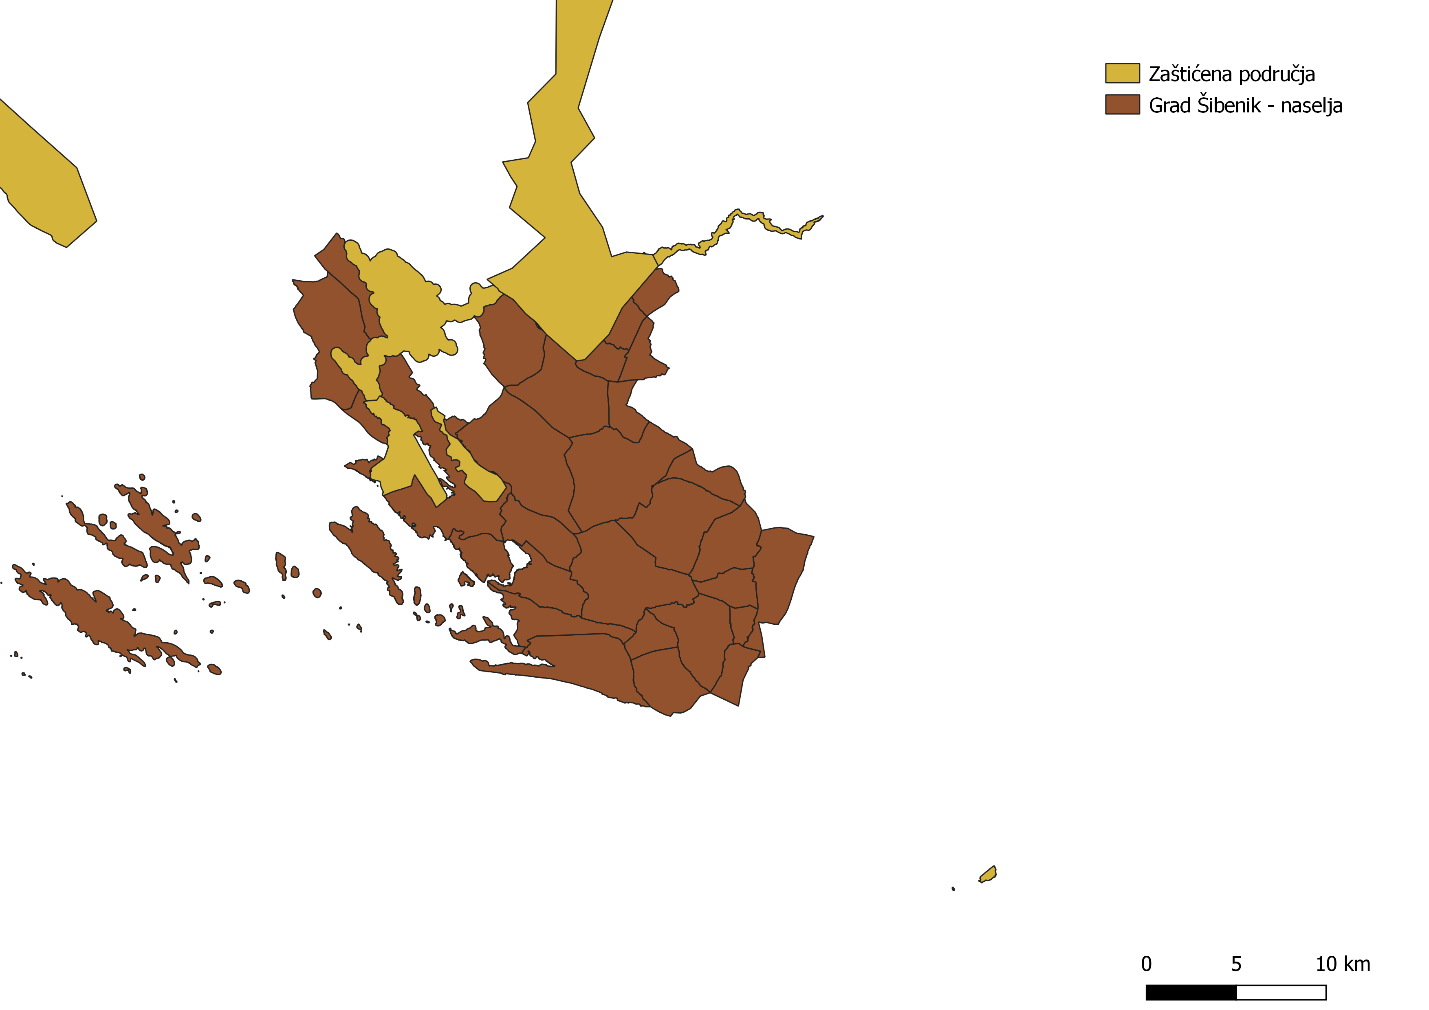 Zaštićena područja
Grad Šibenik - naselja
0 5 10 km